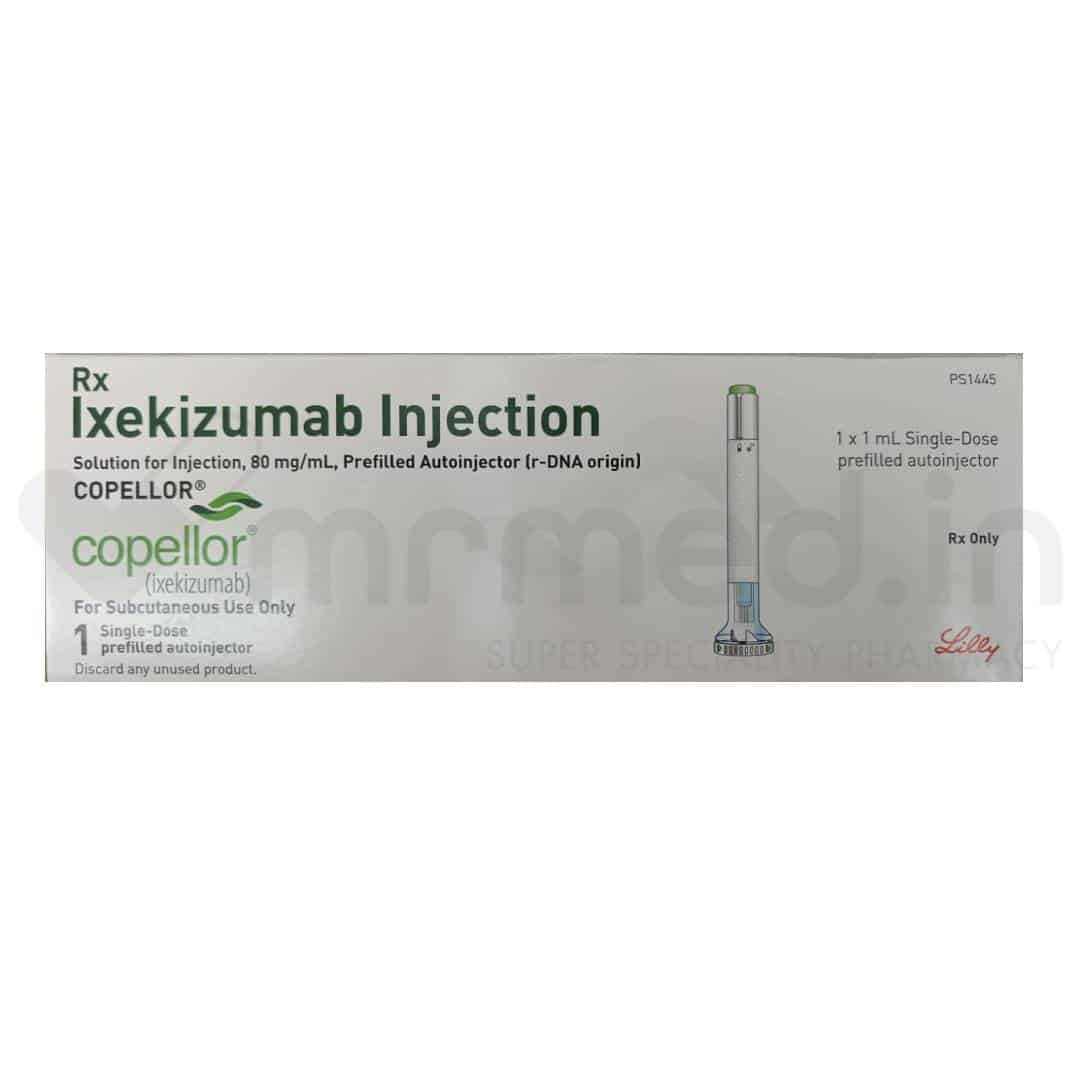 Rx
Ixekizumab Injection
Solution for Injection, 80 mg/mL, Prefilled Autoinjector (r-DNA origin)
COPELLOR®
copellor®
(ixekizumab)
For Subcutaneous Use Only
1 Single-Dose
prefilled autoinjector
Discard any unused product.
PS1445
1 x 1 mL Single-Dose
prefilled autoinjector
Rx Only
Lilly
mrmed.in
SUPER SPECIALITY PHARMACY